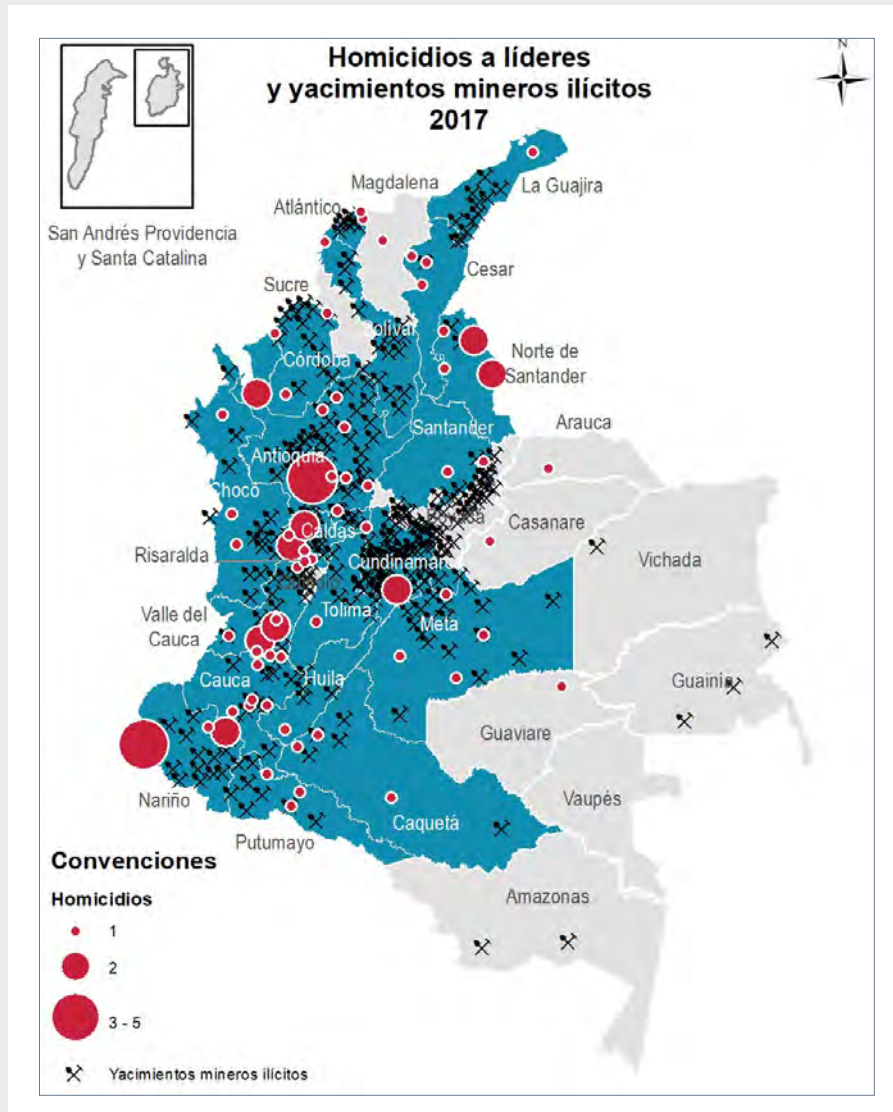 Homicidios a líderes
y yacimientos mineros ilícitos
2017
N
San Andrés Providencia
y Santa Catalina
Magdalena
La Guajira
Atlántico
Cesar
Sucre
Bolívar
Córdoba
Norte de
Santander
Santander
Arauca
Antioquia
Chocó
Casanare
Caldas
Risaralda
Cundinamarca
Vichada
Tolima
Meta
Valle del
Cauca
Cauca
Huila
Guainía
Guaviare
Nariño
Vaupés
Caquetá
Putumayo
Amazonas
Convenciones
Homicidios
1
2
3 - 5
Yacimientos mineros ilícitos